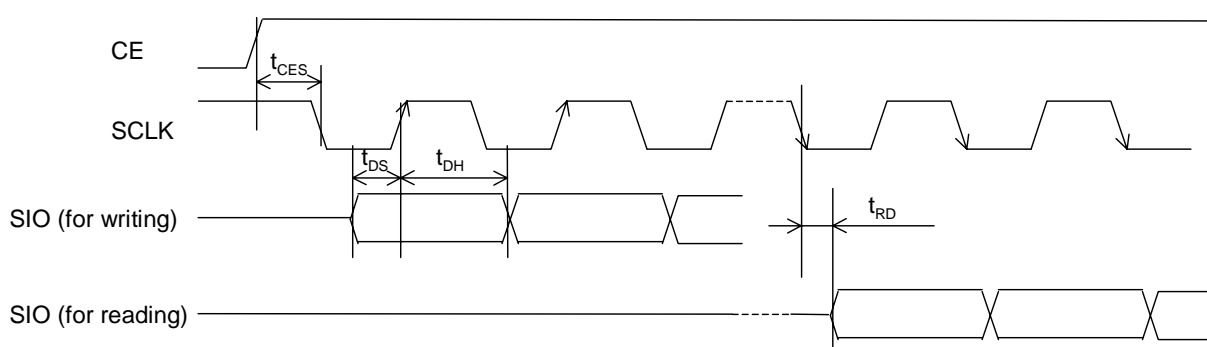 CE
tCES
SCLK
tDS
tDH
SIO (for writing)
tRD
SIO (for reading)